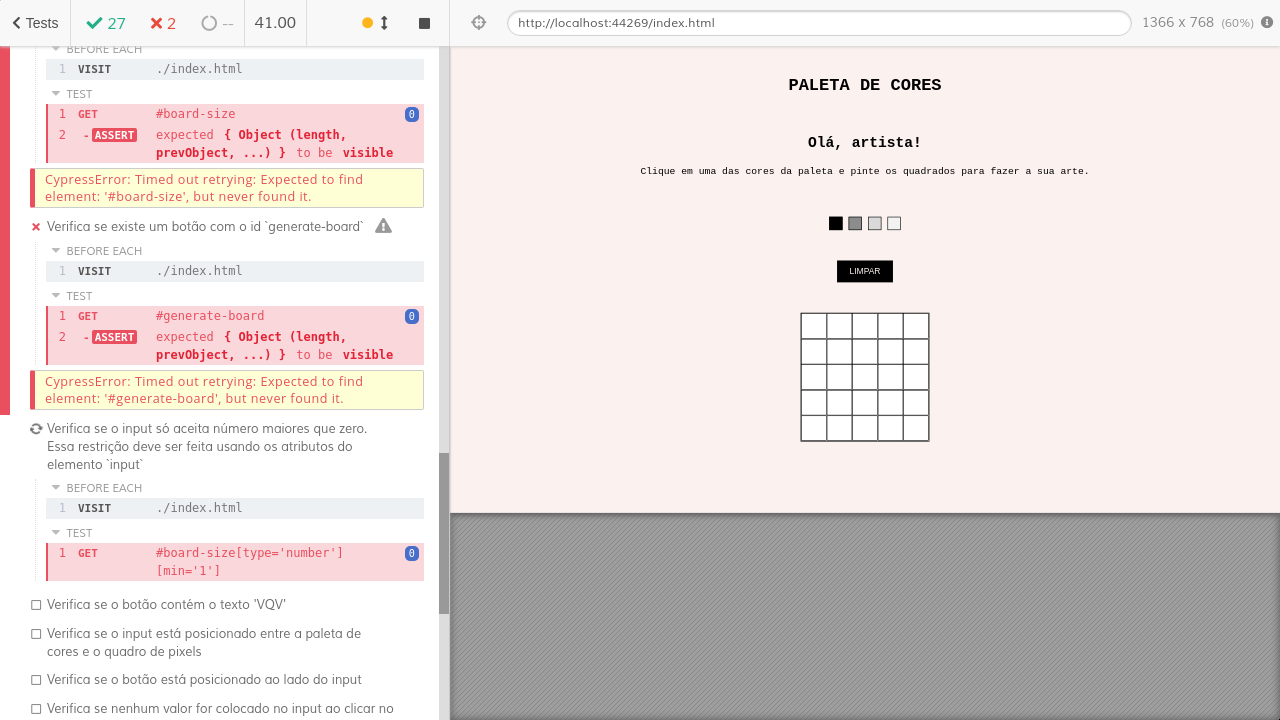 Tests
27
2
--
41.00
BEFORE EACH
1 VISIT ./index.html
TEST
1 GET #board-size 0
2 -ASSERT expected { Object (length,
prevObject, ...) } to be visible
CypressError: Timed out retrying: Expected to find
element: '#board-size', but never found it.
Verifica se existe um botão com o id `generate-board`
BEFORE EACH
1 VISIT ./index.html
TEST
1 GET #generate-board 0
2 -ASSERT expected { Object (length,
prevObject, ...) } to be visible
CypressError: Timed out retrying: Expected to find
element: '#generate-board', but never found it.
Verifica se o input só aceita número maiores que zero.
Essa restrição deve ser feita usando os atributos do
elemento `input`
BEFORE EACH
1 VISIT ./index.html
TEST
1 GET #board-size[type='number'] 0
[min='1']
Verifica se o botão contém o texto 'VQV'
Verifica se o input está posicionado entre a paleta de
cores e o quadro de pixels
Verifica se o botão está posicionado ao lado do input
Verifica se nenhum valor for colocado no input ao clicar no
http://localhost:44269/index.html
1366 x 768 (60%)
PALETA DE CORES
Olá, artista!
Clique em uma das cores da paleta e pinte os quadrados para fazer a sua arte.
LIMPAR